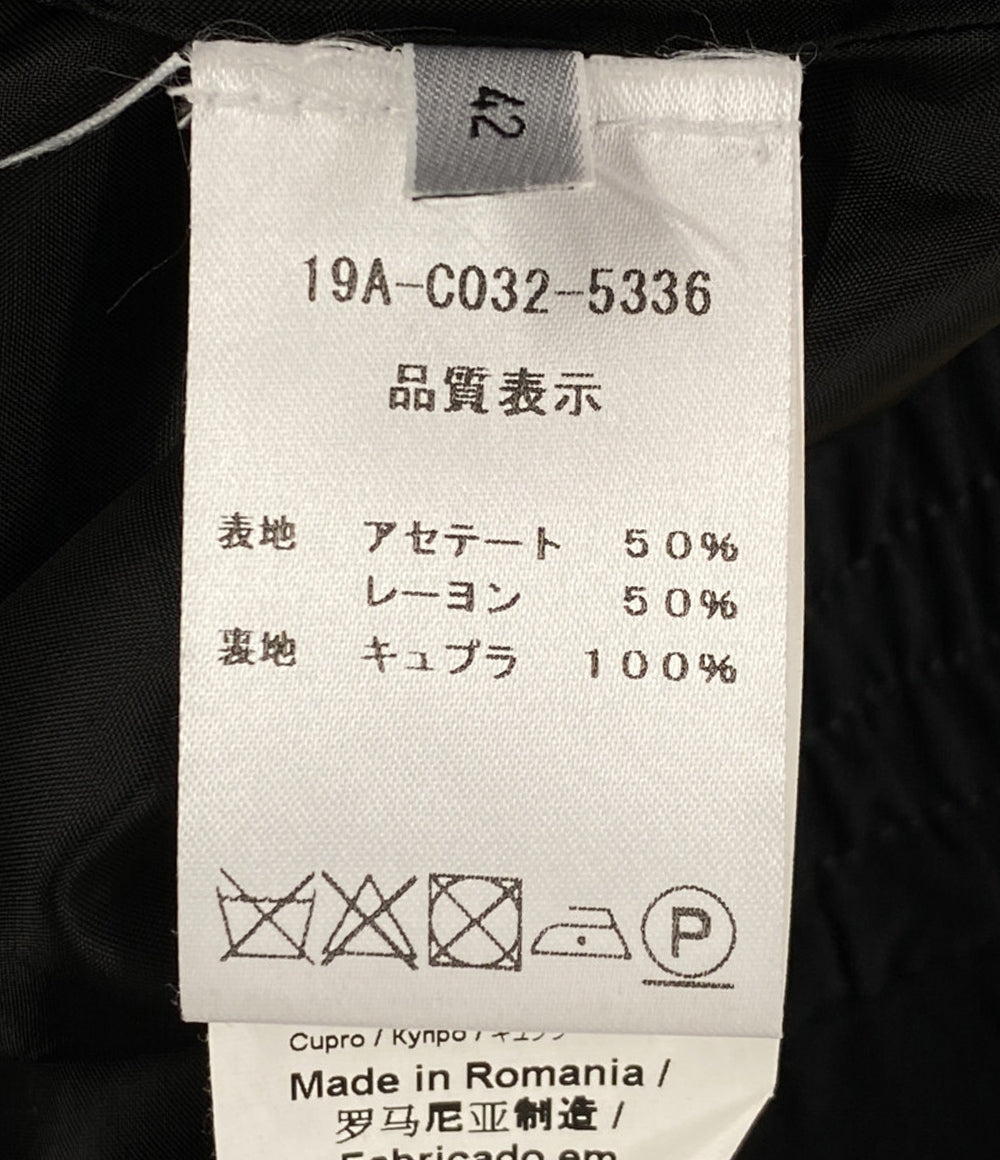 42
19A-C032-5336
品質表示
表地 アセテート 50%
レーヨン 50%
裏地 キュプラ 100%
P
Cupro / Купро / キュプラ
Made in Romania /
罗马尼亚制造 /
Fabricado em